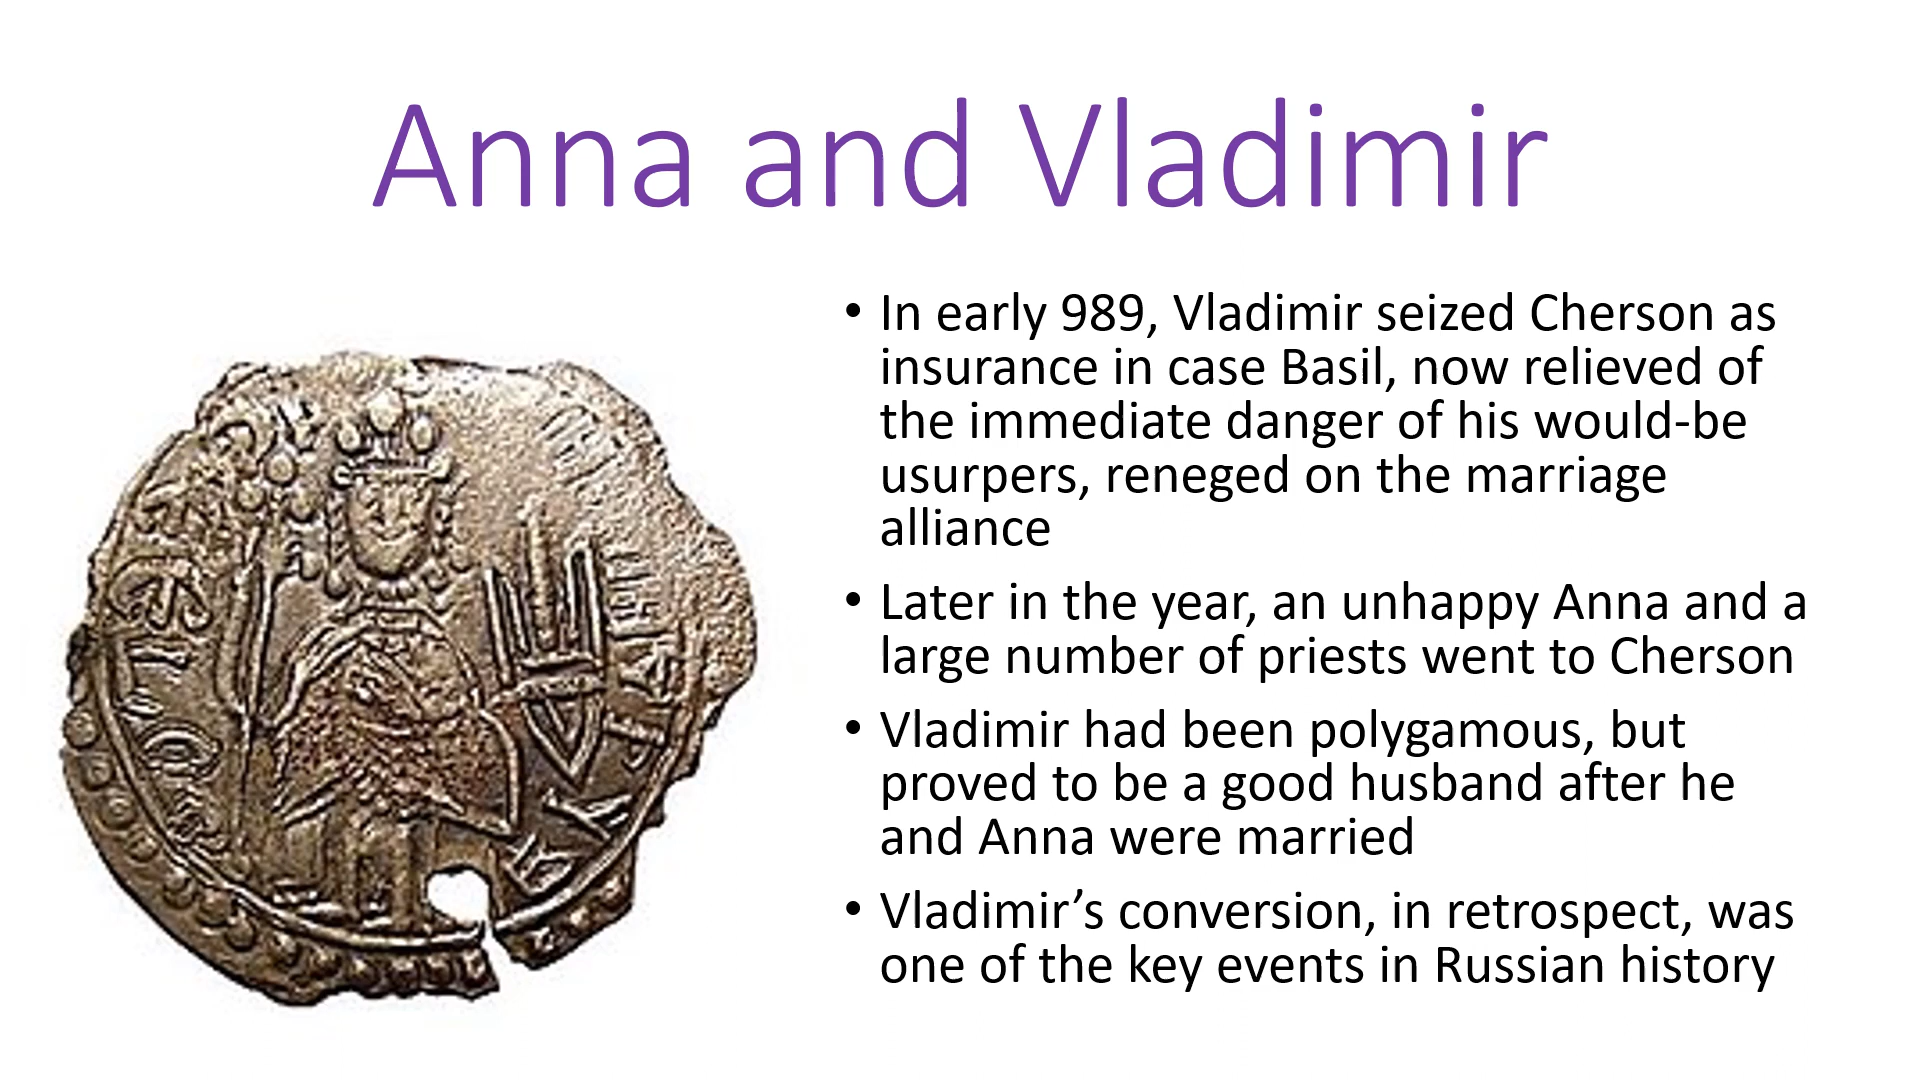 Anna and Vladimir
• In early 989, Vladimir seized Cherson as
insurance in case Basil, now relieved of
the immediate danger of his would-be
usurpers, reneged on the marriage
alliance
• Later in the year, an unhappy Anna and a
large number of priests went to Cherson
• Vladimir had been polygamous, but
proved to be a good husband after he
and Anna were married
• Vladimir’s conversion, in retrospect, was
one of the key events in Russian history